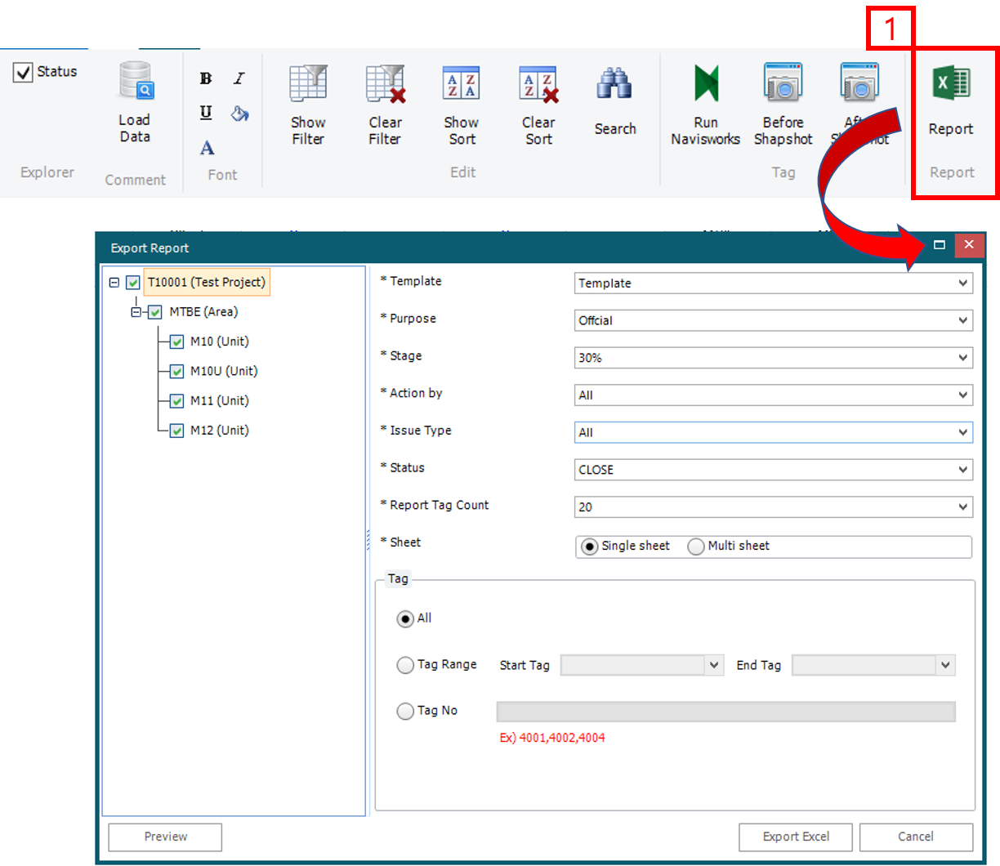 1
Status
Load
Data
B I
U
A
Show
Filter
Clear
Filter
Show
Sort
Clear
Sort
Search
Run
Navisworks
Before
Shapshot
Report
Explorer
Comment
Font
Edit
Tag
Report
Export Report
T10001 (Test Project)
MTBE (Area)
M10 (Unit)
M10U (Unit)
M11 (Unit)
M12 (Unit)
* Template Template
* Purpose Offcial
* Stage 30%
* Action by All
* Issue Type All
* Status CLOSE
* Report Tag Count 20
* Sheet Single sheet Multi sheet
Tag
All
Tag Range Start Tag End Tag
Tag No
Ex) 4001,4002,4004
Preview Export Excel Cancel